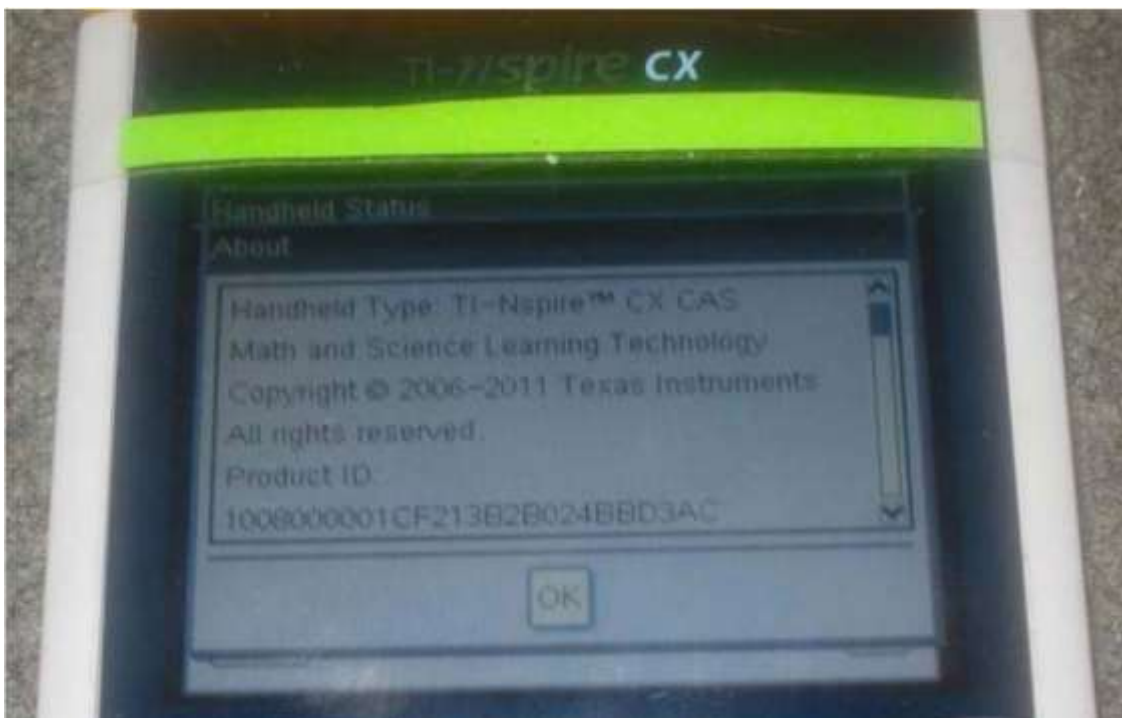 TI-nspire CX
Handheld Status
About
Handheld Type: TI-Nspire™ CX CAS
Math and Science Learning Technology
Copyright © 2006-2011 Texas Instruments
All rights reserved.
Product ID:
1008000001CF213B2B024BBD3AC
OK